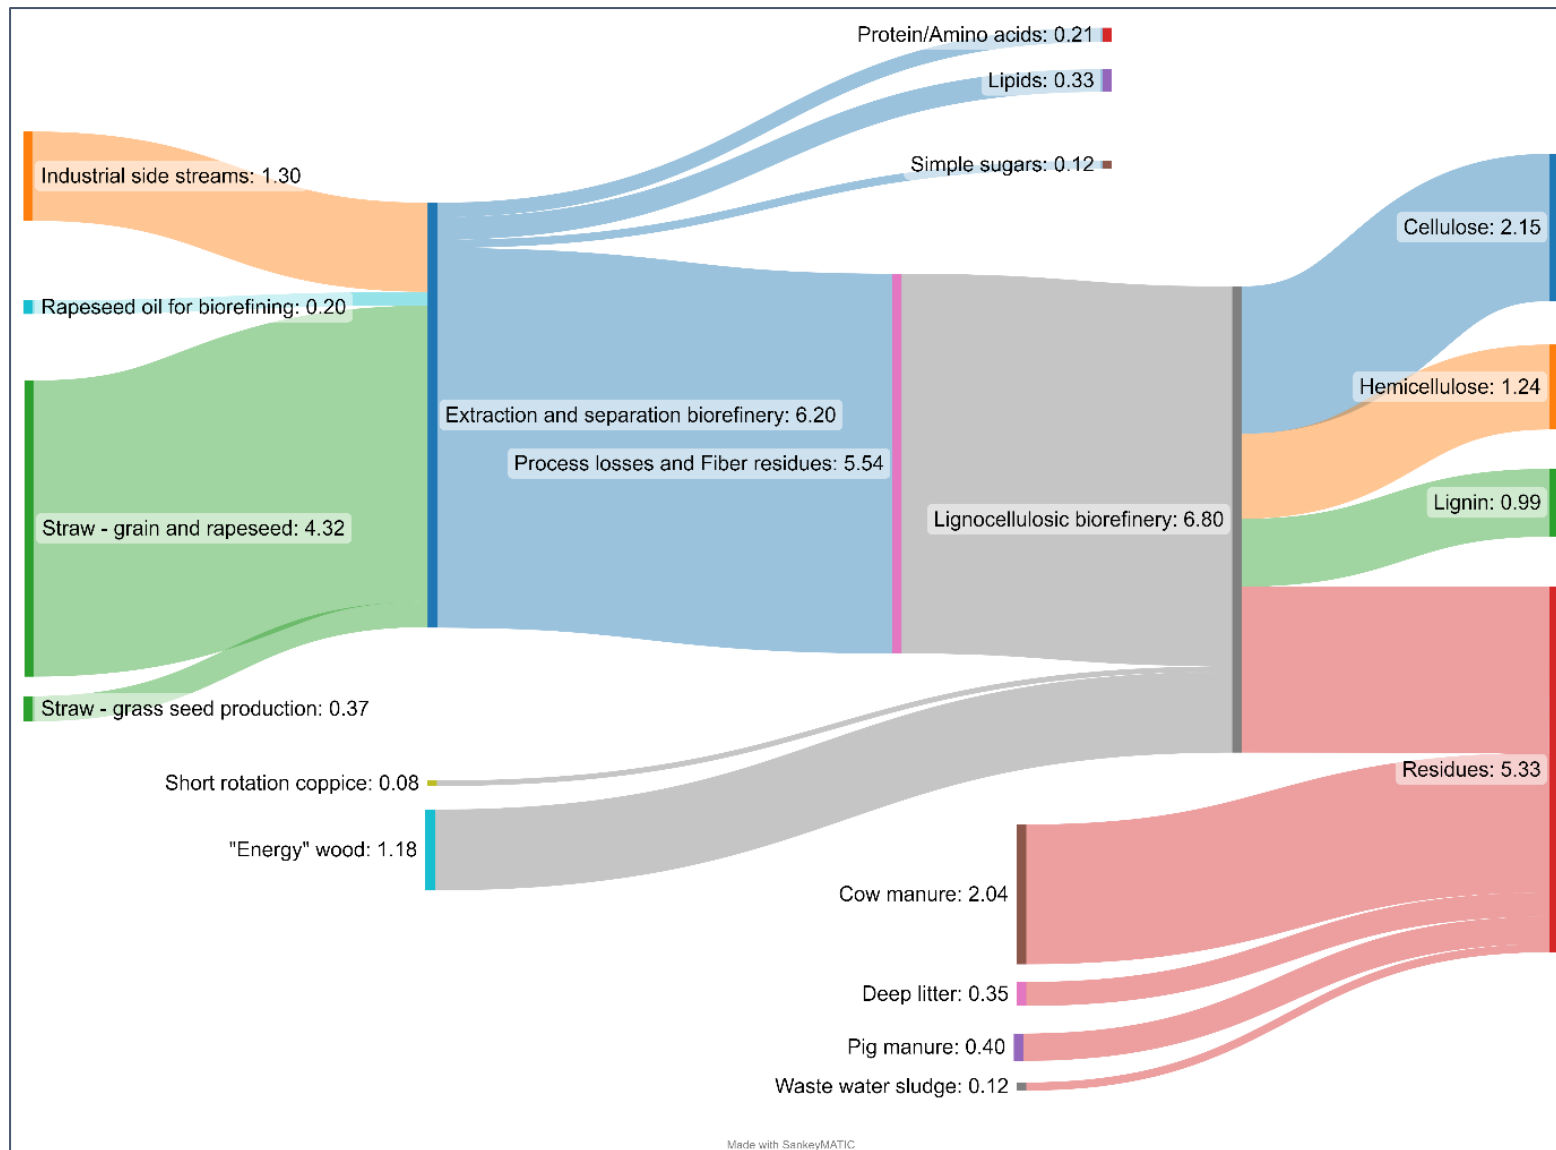 Protein/Amino acids: 0.21
Lipids: 0.33
Simple sugars: 0.12
Industrial side streams: 1.30
Cellulose: 2.15
Rapeseed oil for biorefining: 0.20
Hemicellulose: 1.24
Extraction and separation biorefinery: 6.20
Process losses and Fiber residues: 5.54
Lignin: 0.99
Lignocellulosic biorefinery: 6.80
Straw - grain and rapeseed: 4.32
Straw - grass seed production: 0.37
Residues: 5.33
Short rotation coppice: 0.08
"Energy" wood: 1.18
Cow manure: 2.04
Deep litter: 0.35
Pig manure: 0.40
Waste water sludge: 0.12
Made with SankeyMATIC